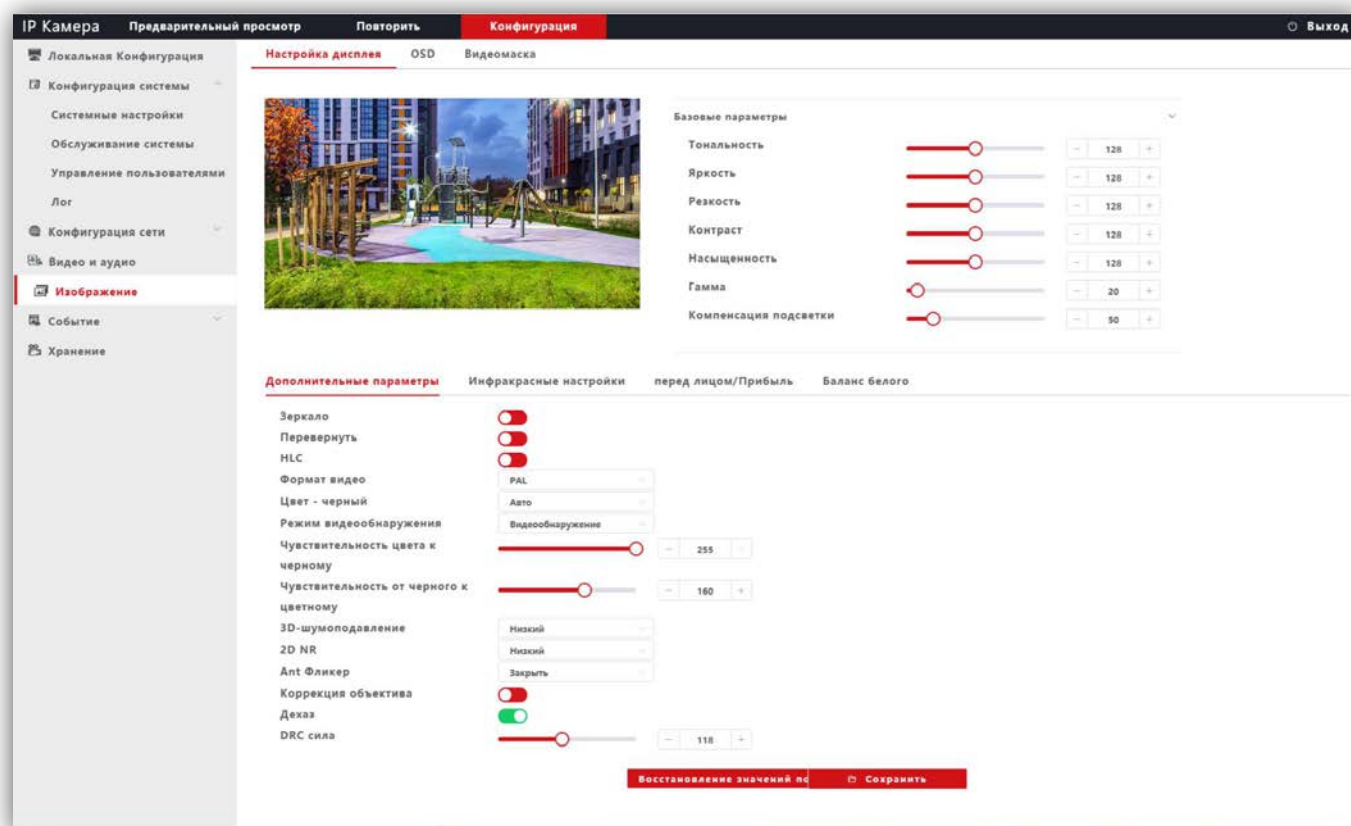 IP Камера Предварительный просмотр Повторить Конфигурация Выход
Локальная Конфигурация
Конфигурация системы
Системные настройки
Обслуживание системы
Управление пользователями
Лог
Конфигурация сети
Видео и аудио
Изображение
Событие
Хранение
Настройка дисплея OSD Видеомаска
Базовые параметры
Тональность 128
Яркость 128
Резкость 128
Контраст 128
Насыщенность 128
Гамма 20
Компенсация подсветки 50
Дополнительные параметры Инфракрасные настройки перед лицом/Прибыль Баланс белого
Зеркало
Перевернуть
HLC
Формат видео PAL
Цвет - черный Авто
Режим видеообнаружения Видеообнаружение
Чувствительность цвета к
черному 255
Чувствительность от черного к
цветному 160
3D-шумоподавление Низкий
2D NR Низкий
Ant Фликер Закрыть
Коррекция объектива
Дехаз
DRC сила 118
Восстановление значений по Сохранить